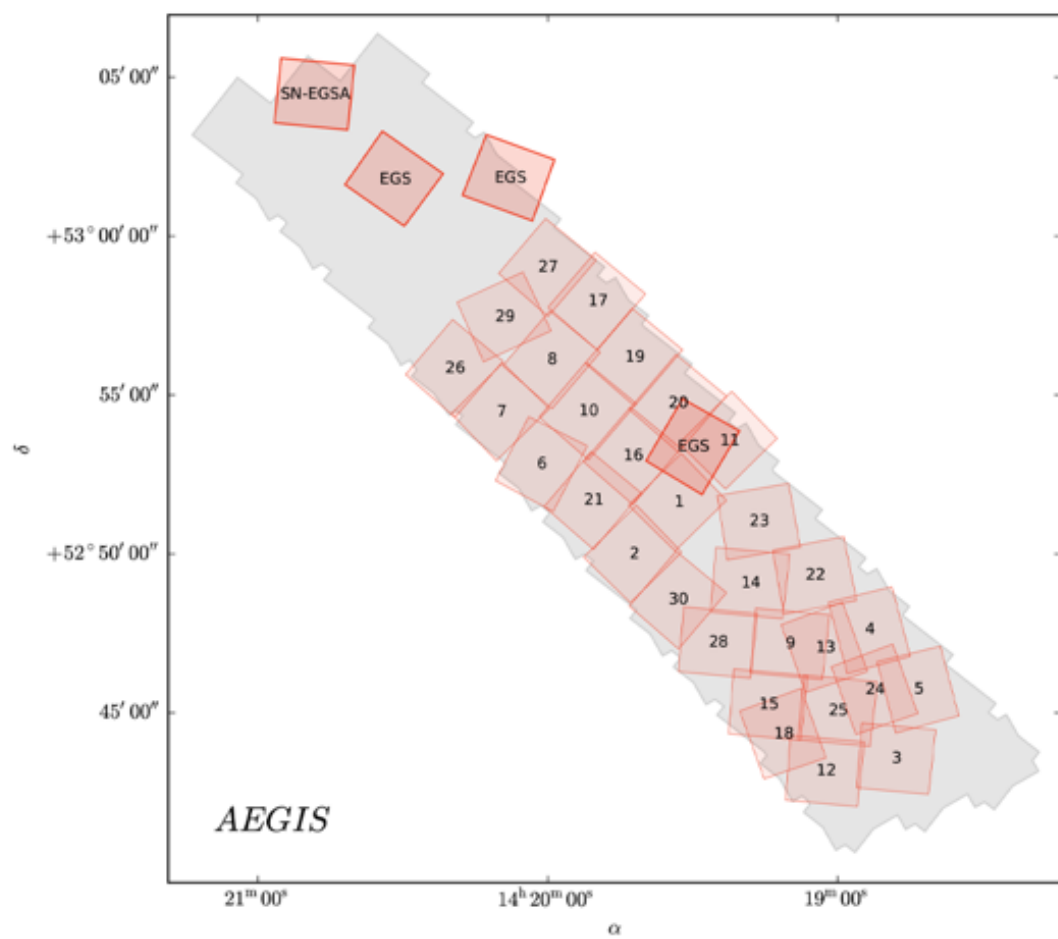 05′ 00″
SN-EGSA
EGS
EGS
+53° 00′ 00″
27
17
29
8
19
26
55′ 00″
7
10
20
11
EGS
6
16
21
1
23
δ
+52° 50′ 00″
2
14
22
30
28
9
13
4
15
24
5
45′ 00″
25
18
12
3
AEGIS
21ᵐ 00ˢ
14ʰ 20ᵐ 00ˢ
19ᵐ 00ˢ
α